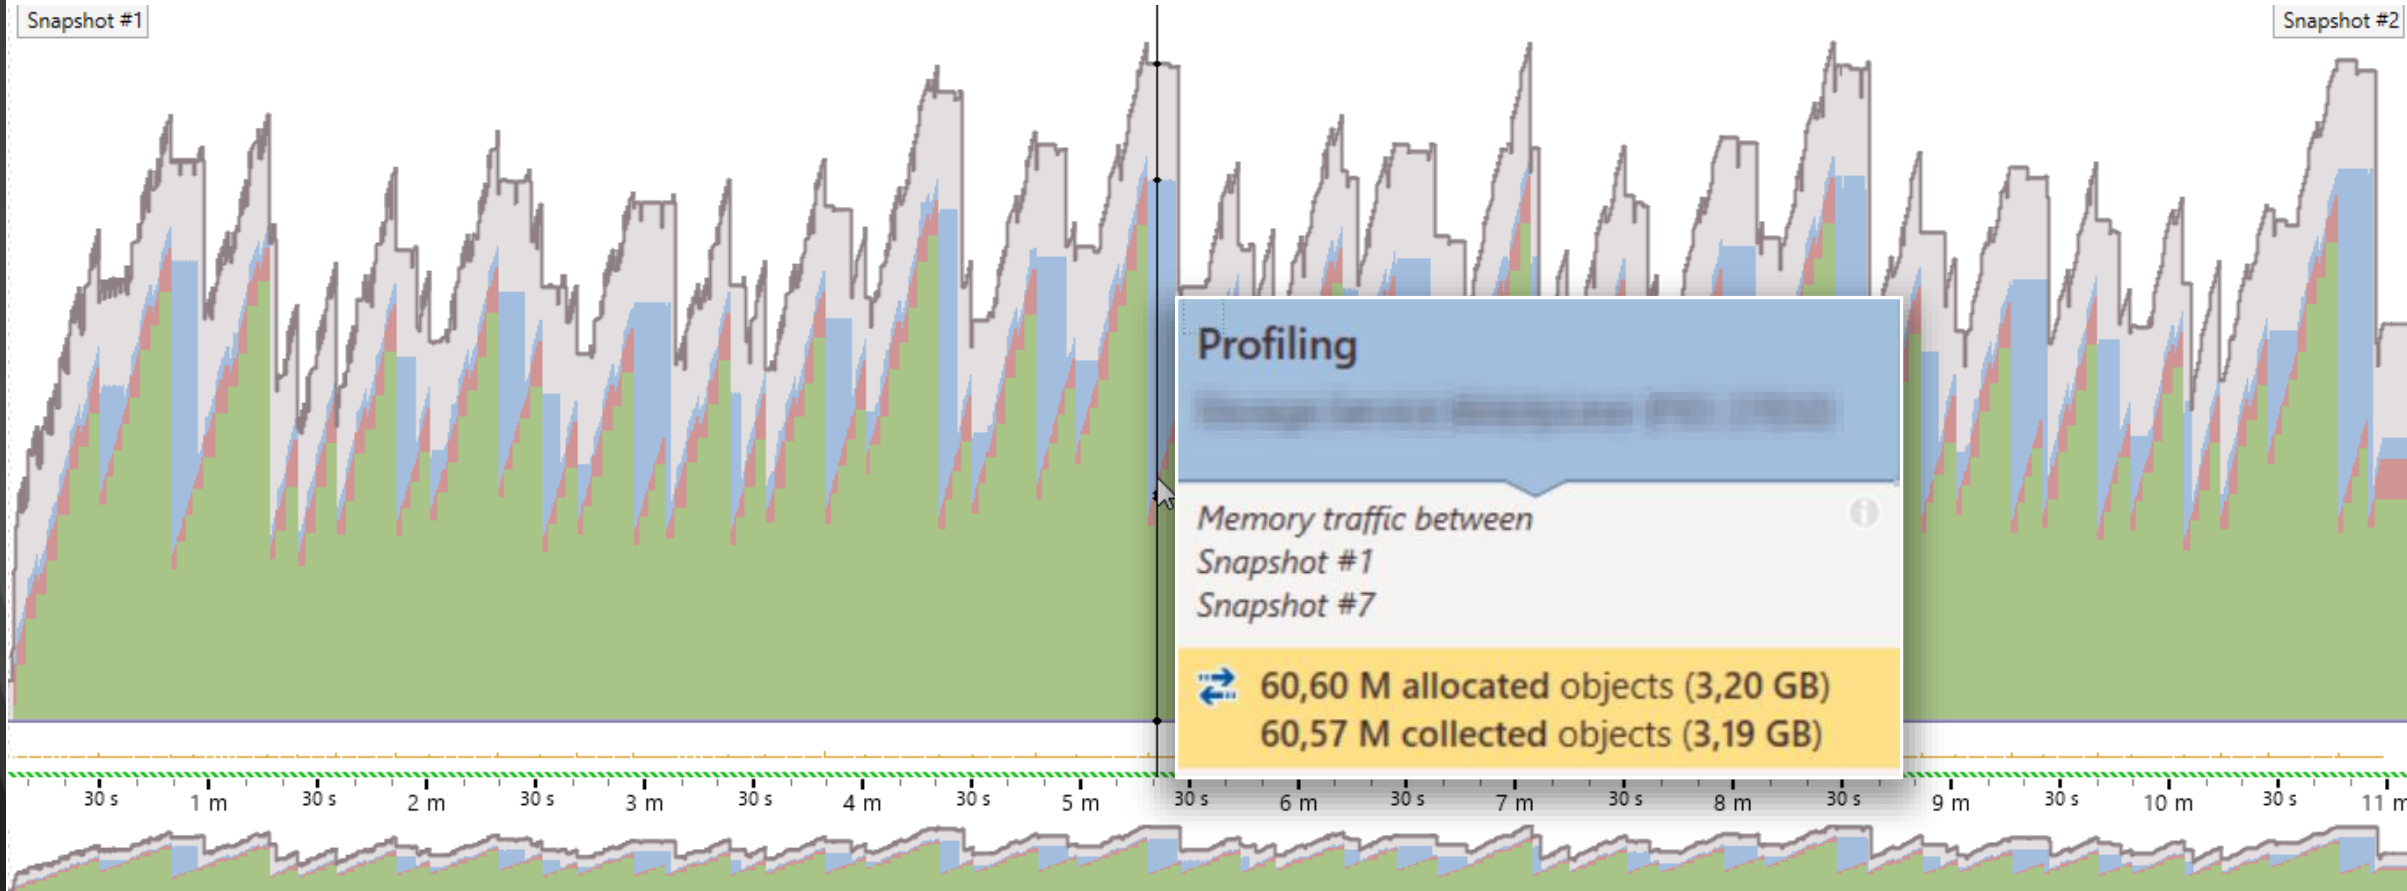 Snapshot #1
Snapshot #2
Profiling
Memory traffic between
Snapshot #1
Snapshot #7
60,60 M allocated objects (3,20 GB)
60,57 M collected objects (3,19 GB)
30 s 1 m 30 s 2 m 30 s 3 m 30 s 4 m 30 s 5 m 30 s 6 m 30 s 7 m 30 s 8 m 30 s 9 m 30 s 10 m 30 s 11 m